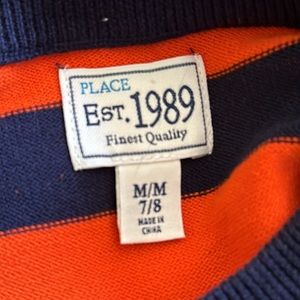 PLACE
EST. 1989
Finest Quality
M/M
7/8
MADE IN
CHINA